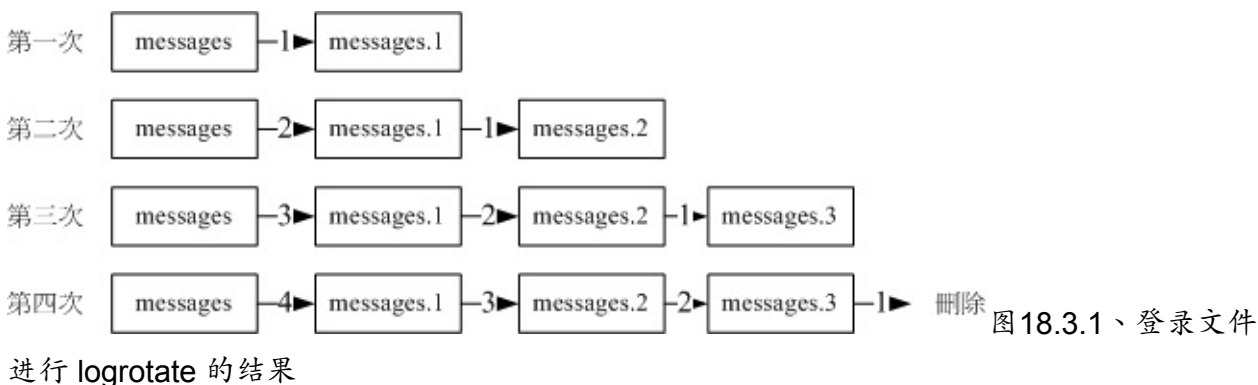 第一次 messages 1 messages.1
第二次 messages 2 messages.1 1 messages.2
第三次 messages 3 messages.1 2 messages.2 1 messages.3
第四次 messages 4 messages.1 3 messages.2 2 messages.3 1 刪除 图18.3.1、登录文件
进行 logrotate 的结果